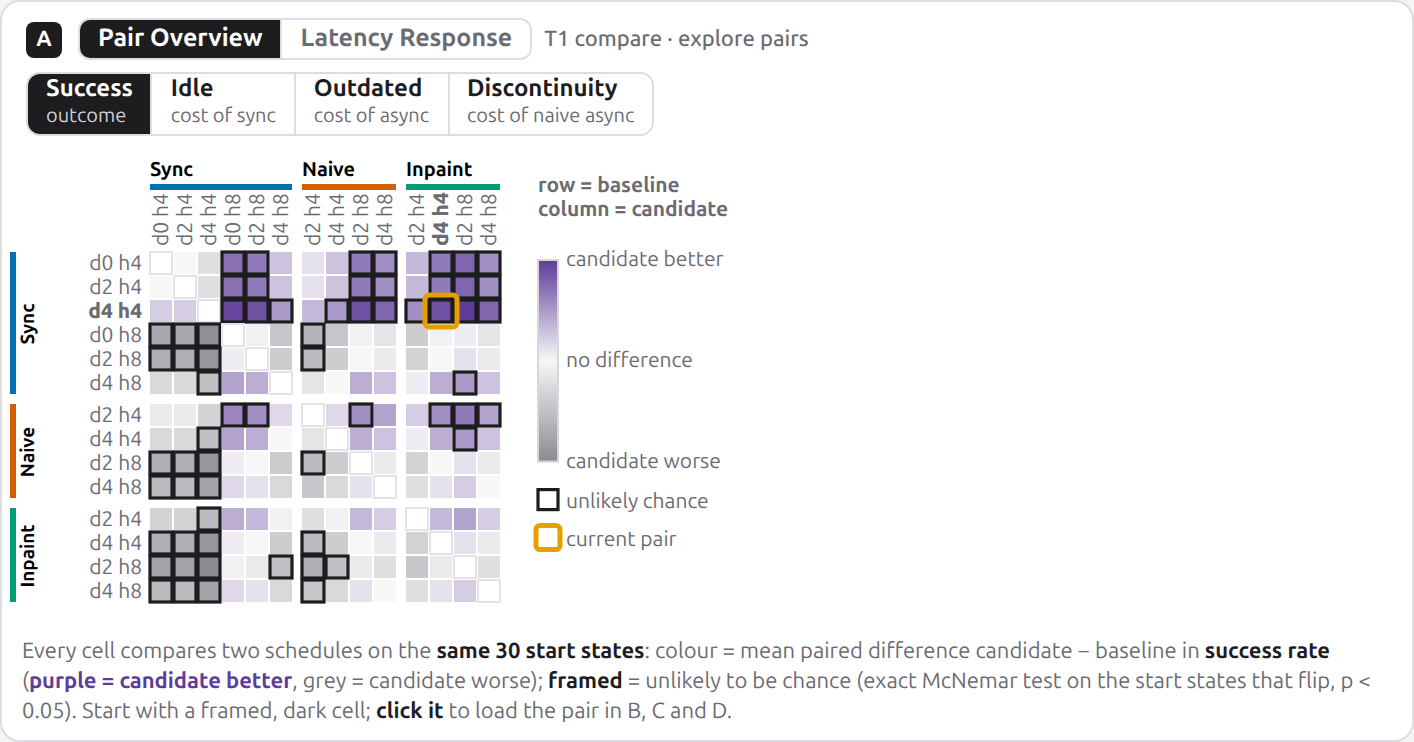 A Pair Overview Latency Response T1 compare · explore pairs
Success Idle Outdated Discontinuity
outcome cost of sync cost of async cost of naive async
Sync Naive Inpaint
d0 h4 d2 h4 d4 h4 d0 h8 d2 h8 d4 h8 d2 h4 d4 h4 d2 h8 d4 h8 d2 h4 d4 h4 d2 h8 d4 h8
row = baseline
column = candidate
Sync
d0 h4
d2 h4
d4 h4
d0 h8
d2 h8
d4 h8
Naive
d2 h4
d4 h4
d2 h8
d4 h8
Inpaint
d2 h4
d4 h4
d2 h8
d4 h8
candidate better
no difference
candidate worse
unlikely chance
current pair
Every cell compares two schedules on the same 30 start states: colour = mean paired difference candidate − baseline in success rate
(purple = candidate better, grey = candidate worse); framed = unlikely to be chance (exact McNemar test on the start states that flip, p <
0.05). Start with a framed, dark cell; click it to load the pair in B, C and D.